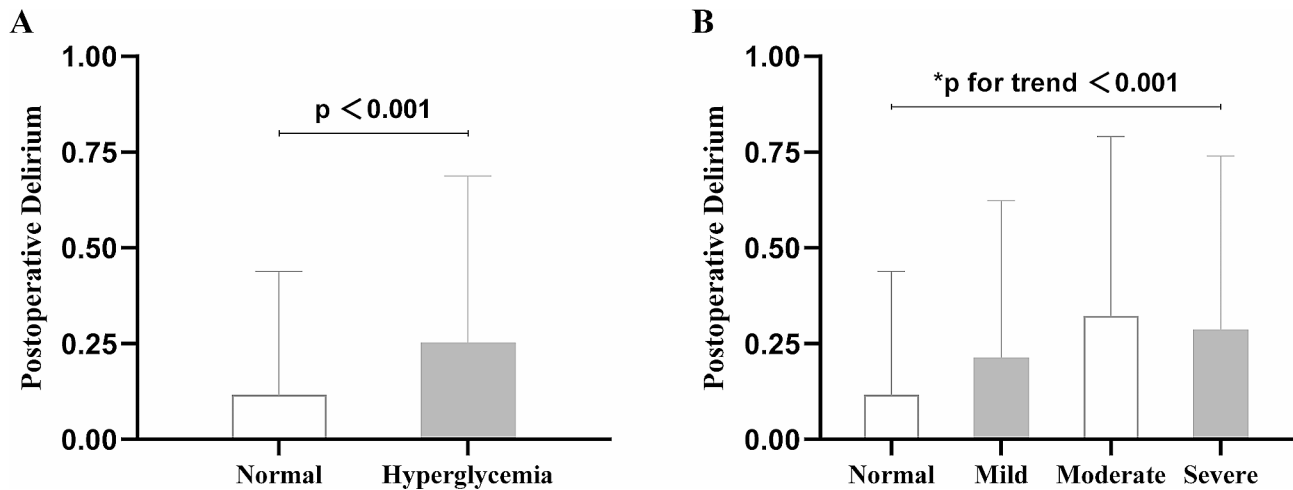 A
Postoperative Delirium
1.00
0.75
0.50
0.25
0.00
p <0.001
Normal
Hyperglycemia
B
Postoperative Delirium
1.00
0.75
0.50
0.25
0.00
*p for trend <0.001
Normal
Mild
Moderate
Severe